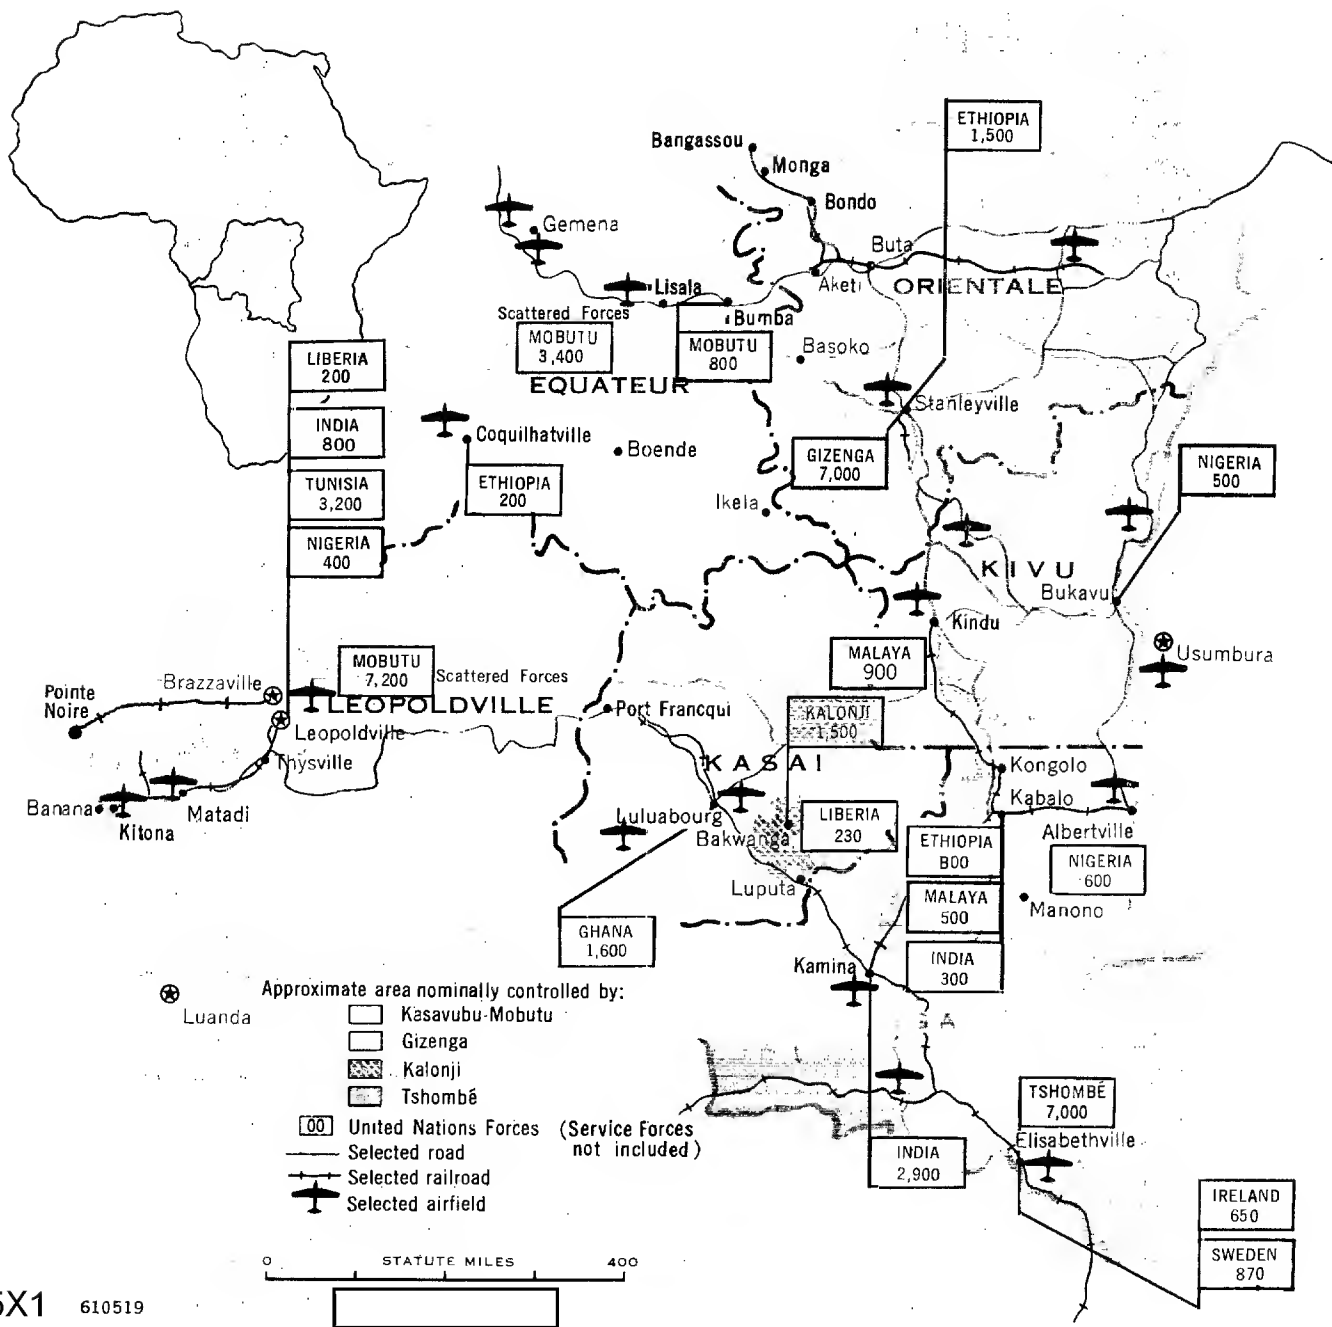 ETHIOPIA
1,500
Bangassou
Monga
Bondo
Gemena
Buta
Aketi
ORIENTALE
Lisala
Bumba
Scattered Forces
MOBUTU
3,400
MOBUTU
800
Basoko
EQUATEUR
LIBERIA
200
INDIA
800
TUNISIA
3,200
NIGERIA
400
Stanleyville
Coquilhatville
Boende
GIZENGA
7,000
NIGERIA
500
ETHIOPIA
200
Ikela
KIVU
Bukavu
Kindu
Usumbura
MALAYA
900
MOBUTU
7,200
Scattered Forces
Brazzaville
Pointe
Noire
LEOPOLDVILLE
Leopoldville
Port Francqui
KALONJI
1,500
Thysville
KASAI
Kongolo
Kabalo
Banana
Kitona
Matadi
Luluabourg
Bakwanga
LIBERIA
230
Albertville
ETHIOPIA
800
NIGERIA
600
Luputa
MALAYA
500
Manono
GHANA
1,600
INDIA
300
Kamina
Luanda
A
Approximate area nominally controlled by:
Kasavubu-Mobutu
Gizenga
Kalonji
Tshombé
00 United Nations Forces (Service Forces
not included)
Selected road
Selected railroad
Selected airfield
TSHOMBÉ
7,000
Elisabethville
INDIA
2,900
IRELAND
650
SWEDEN
870
0 STATUTE MILES 400
5X1 610519